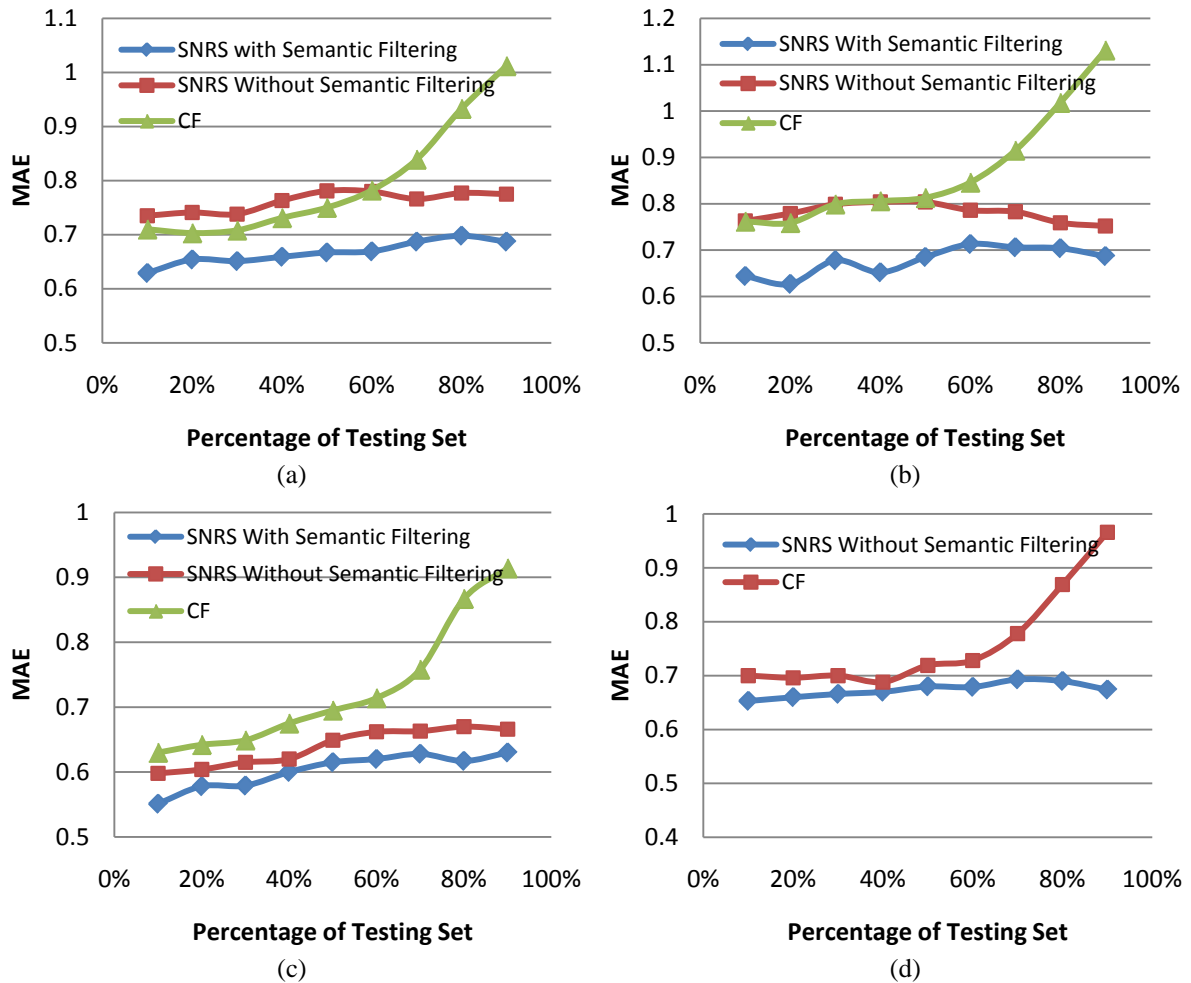 1.1
1
0.9
0.8
0.7
0.6
0.5
MAE
SNRS with Semantic Filtering
SNRS Without Semantic Filtering
CF
0% 20% 40% 60% 80% 100%
Percentage of Testing Set
(a)
1.2
1.1
1
0.9
0.8
0.7
0.6
0.5
MAE
SNRS With Semantic Filtering
SNRS Without Semantic Filtering
CF
0% 20% 40% 60% 80% 100%
Percentage of Testing Set
(b)
1
0.9
0.8
0.7
0.6
0.5
MAE
SNRS With Semantic Filtering
SNRS Without Semantic Filtering
CF
0% 20% 40% 60% 80% 100%
Percentage of Testing Set
(c)
1
0.9
0.8
0.7
0.6
0.5
0.4
MAE
SNRS Without Semantic Filtering
CF
0% 20% 40% 60% 80% 100%
Percentage of Testing Set
(d)